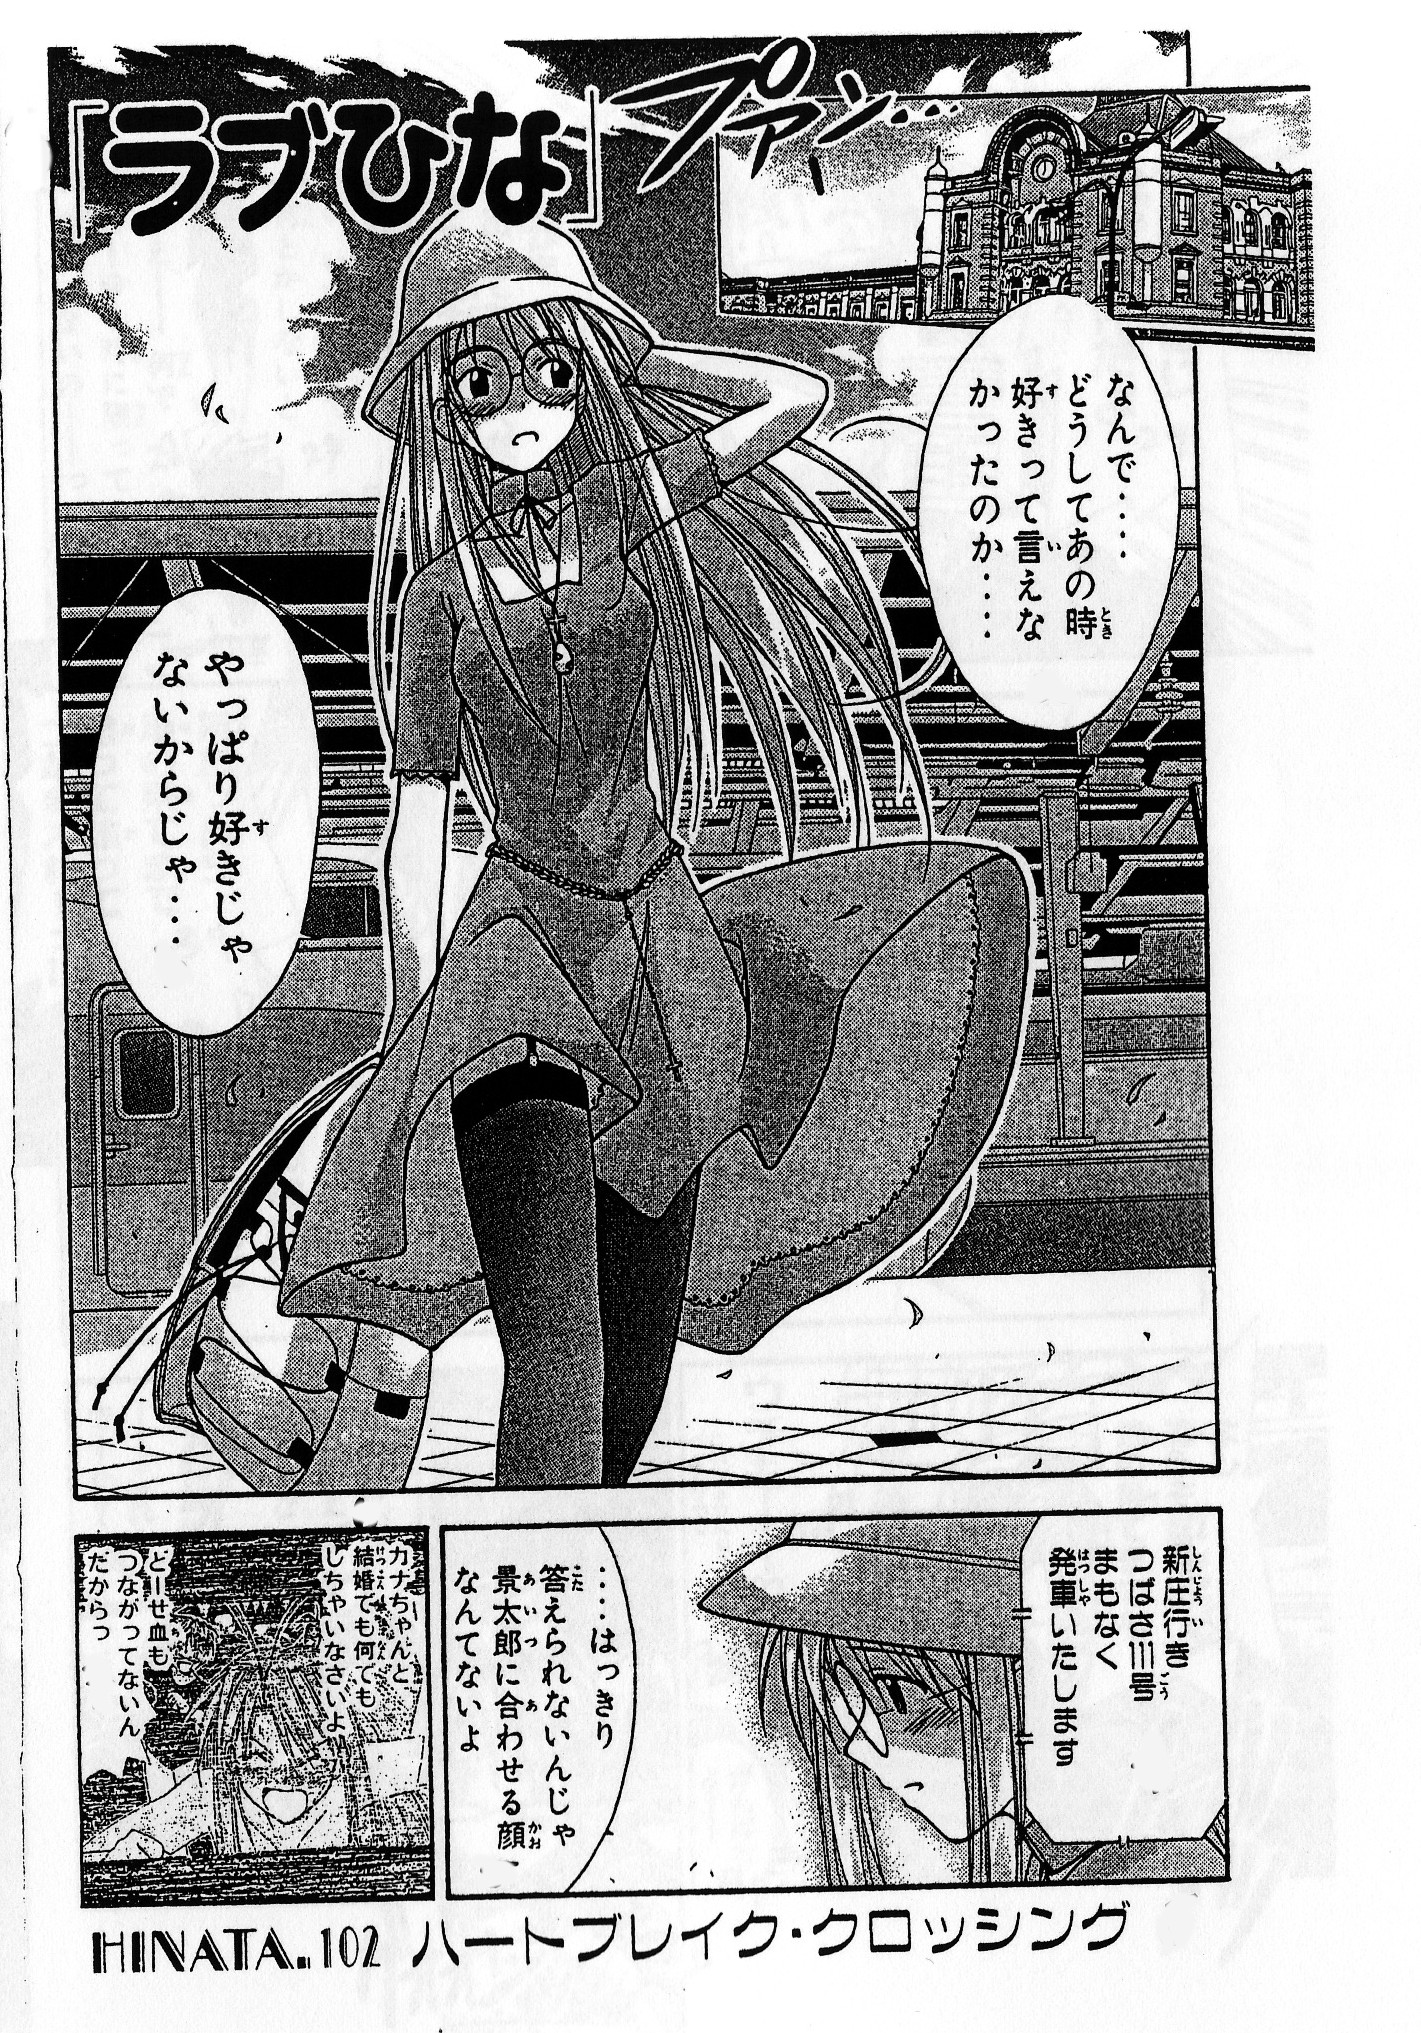 「ラブひな」
プァァーン‥‥
なんで‥‥
どうしてあの時
好きって言えな
かったのか‥‥
やっぱり好きじゃ
ないからじゃ‥‥
新庄行き
つばさ111号
まもなく
発車いたします
‥‥はっきり
答えられないんじゃ
景太郎に合わせる顔
なんてないよ
カナちゃんと
結婚でも何でも
しちゃいなさいよ
どーせ血も
つながってないん
だからっ
HINATA.102 ハートブレイク・クロッシング